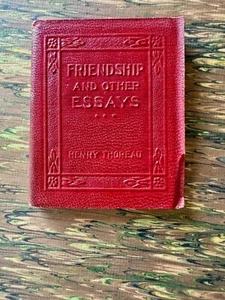 FRIENDSHIP
AND OTHER
ESSAYS
HENRY THOREAU